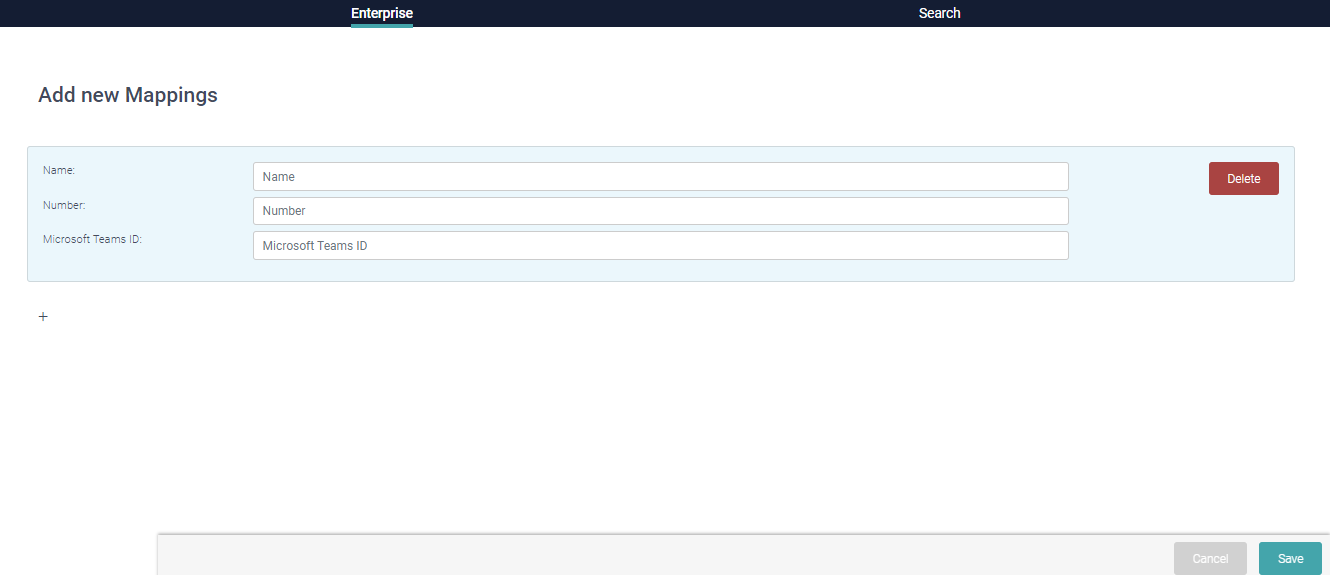 Enterprise Search
Add new Mappings
Name: Name Delete
Number: Number
Microsoft Teams ID: Microsoft Teams ID
+
Cancel Save